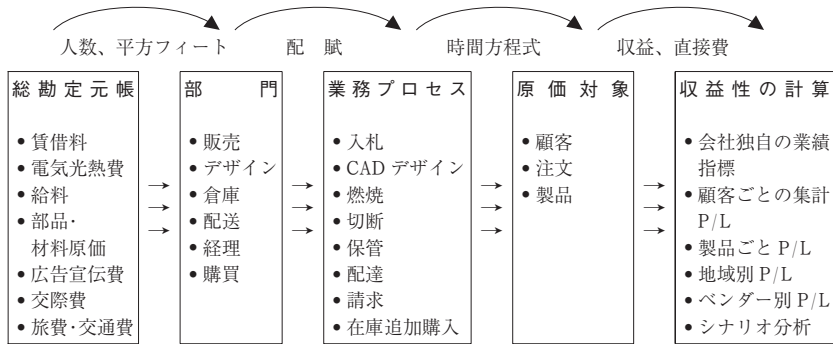 人数、平方フィート
配 賦
時間方程式
収益、直接費
総勘定元帳
• 賃借料
• 電気光熱費
• 給料
• 部品・
材料原価
• 広告宣伝費
• 交際費
• 旅費・交通費
部 門
• 販売
• デザイン
• 倉庫
• 配送
• 経理
• 購買
業務プロセス
• 入札
• CAD デザイン
• 燃焼
• 切断
• 保管
• 配達
• 請求
• 在庫追加購入
原価対象
• 顧客
• 注文
• 製品
収益性の計算
• 会社独自の業績
指標
• 顧客ごとの集計
P/L
• 製品ごと P/L
• 地域別 P/L
• ベンダー別 P/L
• シナリオ分析